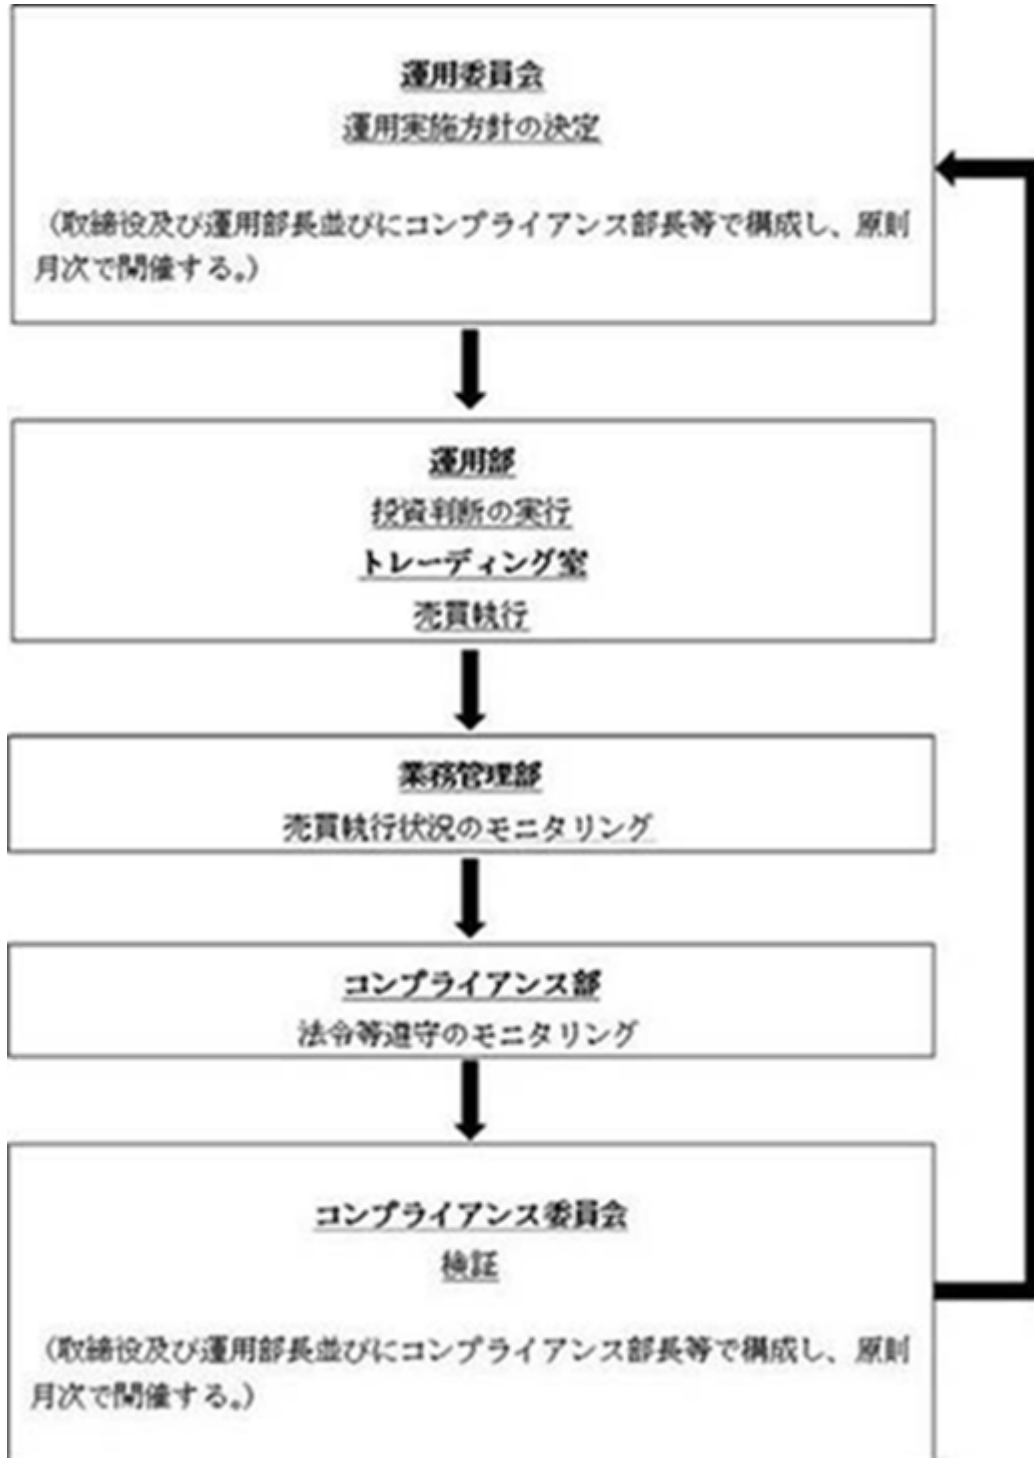 運用委員会
運用実施方針の決定
（取締役及び運用部長並びにコンプライアンス部長等で構成し、原則
月次で開催する。）
運用部
投資判断の実行
トレーディング室
売買執行
業務管理部
売買執行状況のモニタリング
コンプライアンス部
法令等遵守のモニタリング
コンプライアンス委員会
検証
（取締役及び運用部長並びにコンプライアンス部長等で構成し、原則
月次で開催する。）